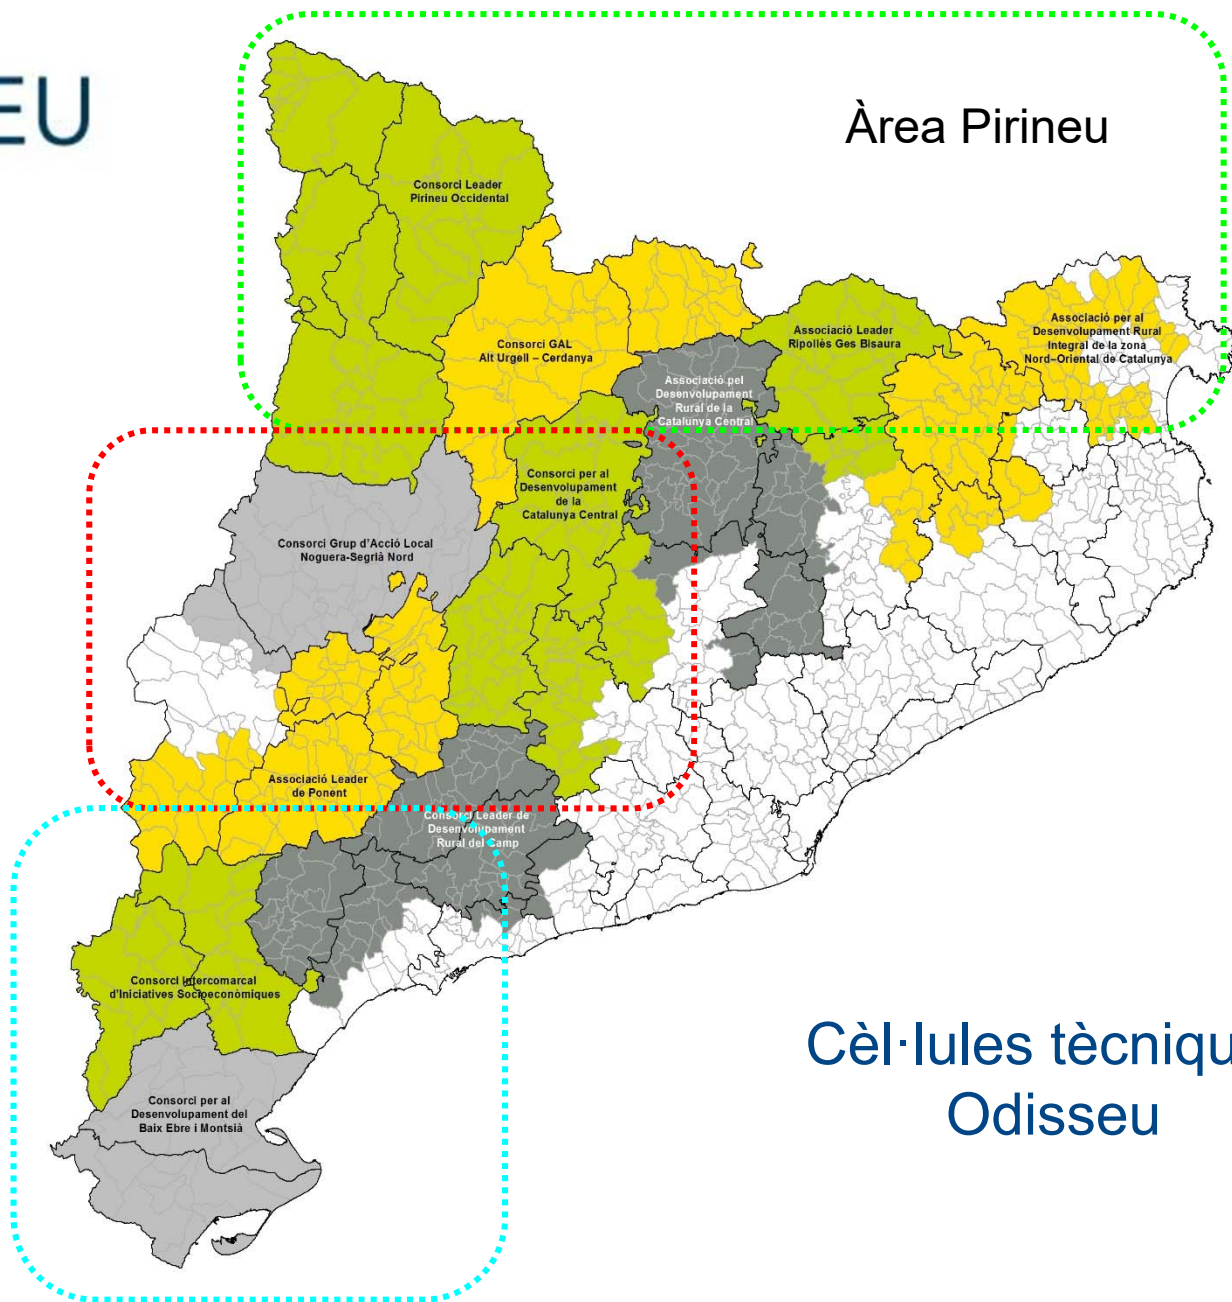 EU
Àrea Pirineu
Consorci Leader
Pirineu Occidental
Consorci GAL
Alt Urgell – Cerdanya
Associació Leader
Ripollès Ges Bisaura
Associació per al
Desenvolupament Rural
Integral de la zona
Nord–Oriental de Catalunya
Associació pel
Desenvolupament
Rural de la
Catalunya Central
Consorci per al
Desenvolupament
de la
Catalunya Central
Consorci Grup d'Acció Local
Noguera-Segrià Nord
Associació Leader
de Ponent
Consorci Leader de
Desenvolupament
Rural del Camp
Consorci Intercomarcal
d'Iniciatives Socioeconòmiques
Consorci per al
Desenvolupament del
Baix Ebre i Montsià
Cèl·lules tècniqu
Odisseu